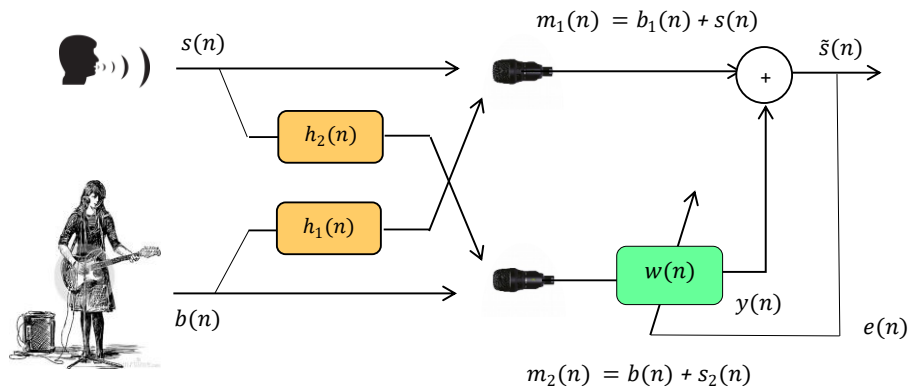 m₁(n) = b₁(n) + s(n)
s(n)
s̃(n)
+
h₂(n)
h₁(n)
w(n)
y(n)
b(n)
e(n)
m₂(n) = b(n) + s₂(n)